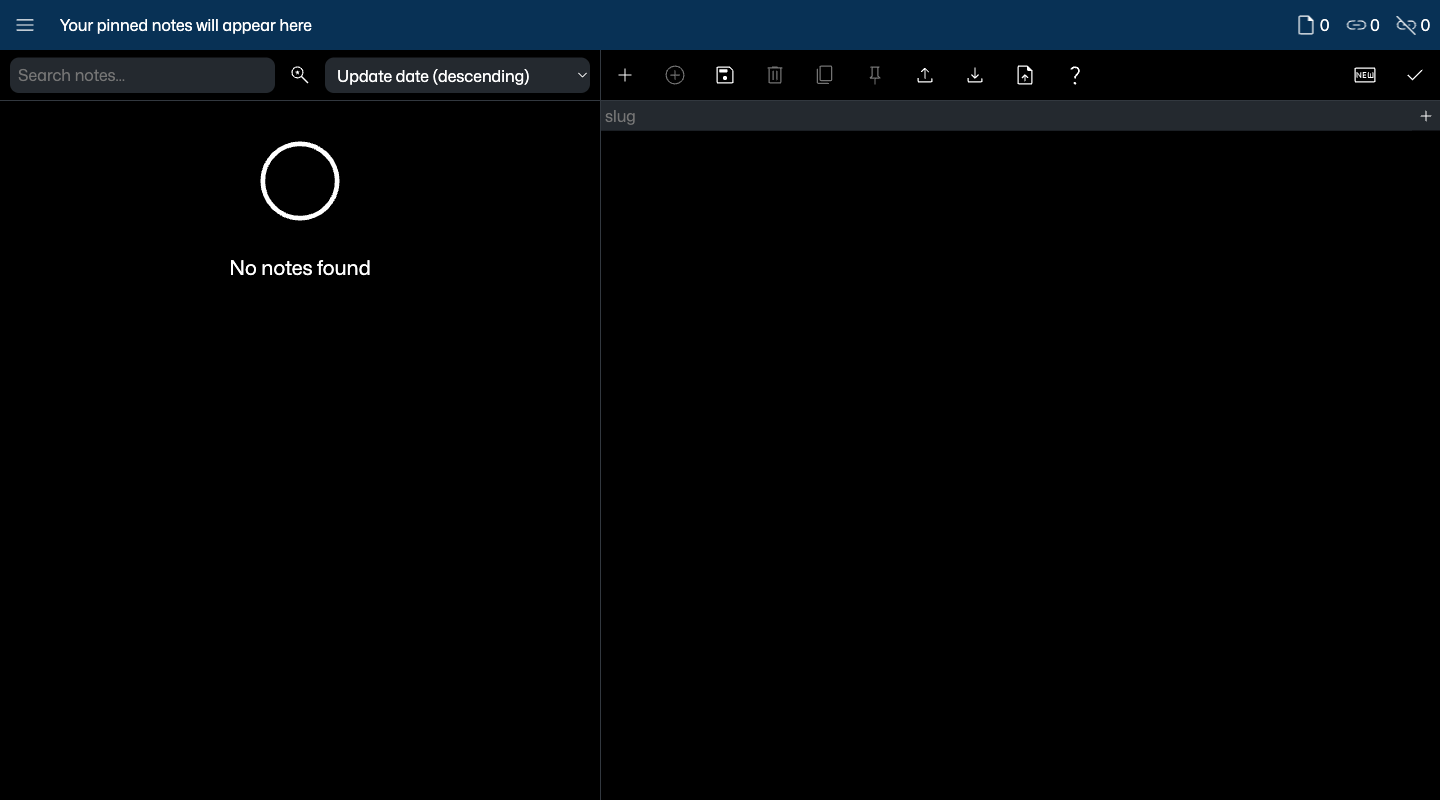 Your pinned notes will appear here
0
0
0
Search notes...
Update date (descending)
NEW
slug
No notes found